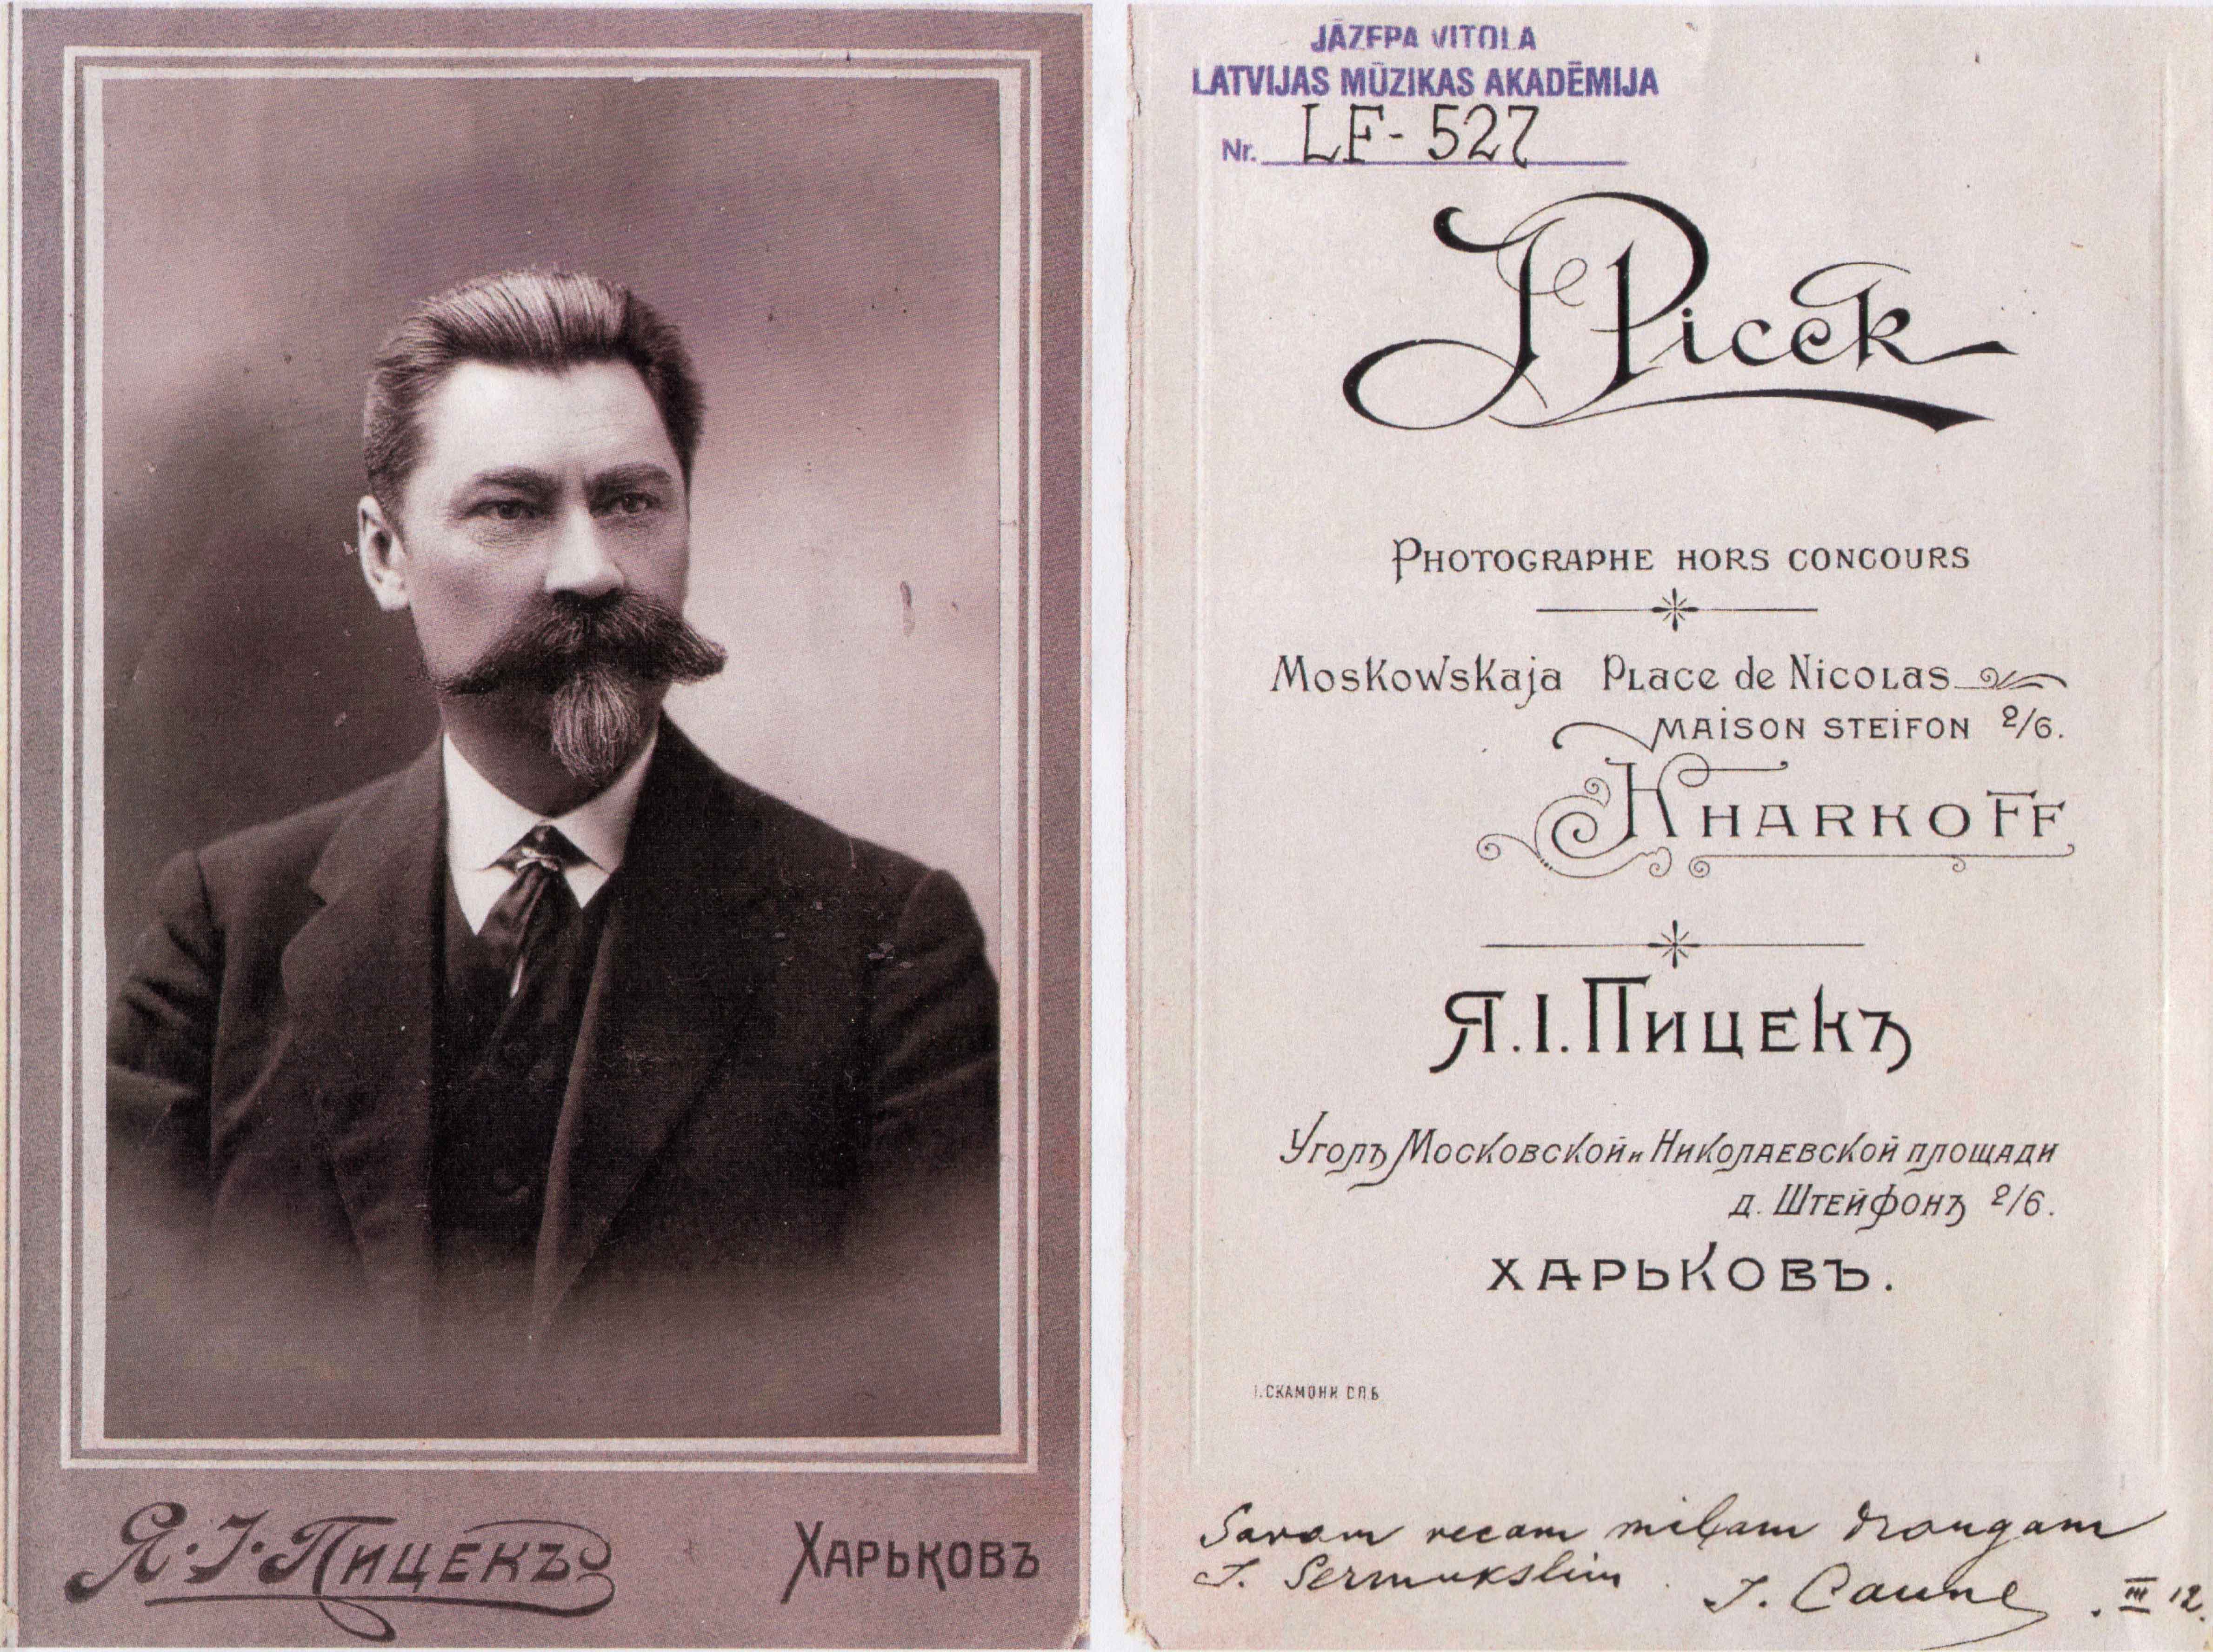 Я. І. Пицекъ Харьковъ
JĀZEPA VITOLA
LATVIJAS MŪZIKAS AKADĒMIJA
Nr. LF-527
J Picek
PHOTOGRAPHE HORS CONCOURS
Moskowskaja Place de Nicolas
MAISON STEIFON 2/6.
KHARKOFF
Я. І. Пицекъ
Уголъ Московской и Николаевской площади
д. Штейфонъ 2/6.
ХАРЬКОВЪ.
І. СКАМОНИ СПБ
Savam vecam miļam draugam
J. Sermukslim J. Caune . III 12.